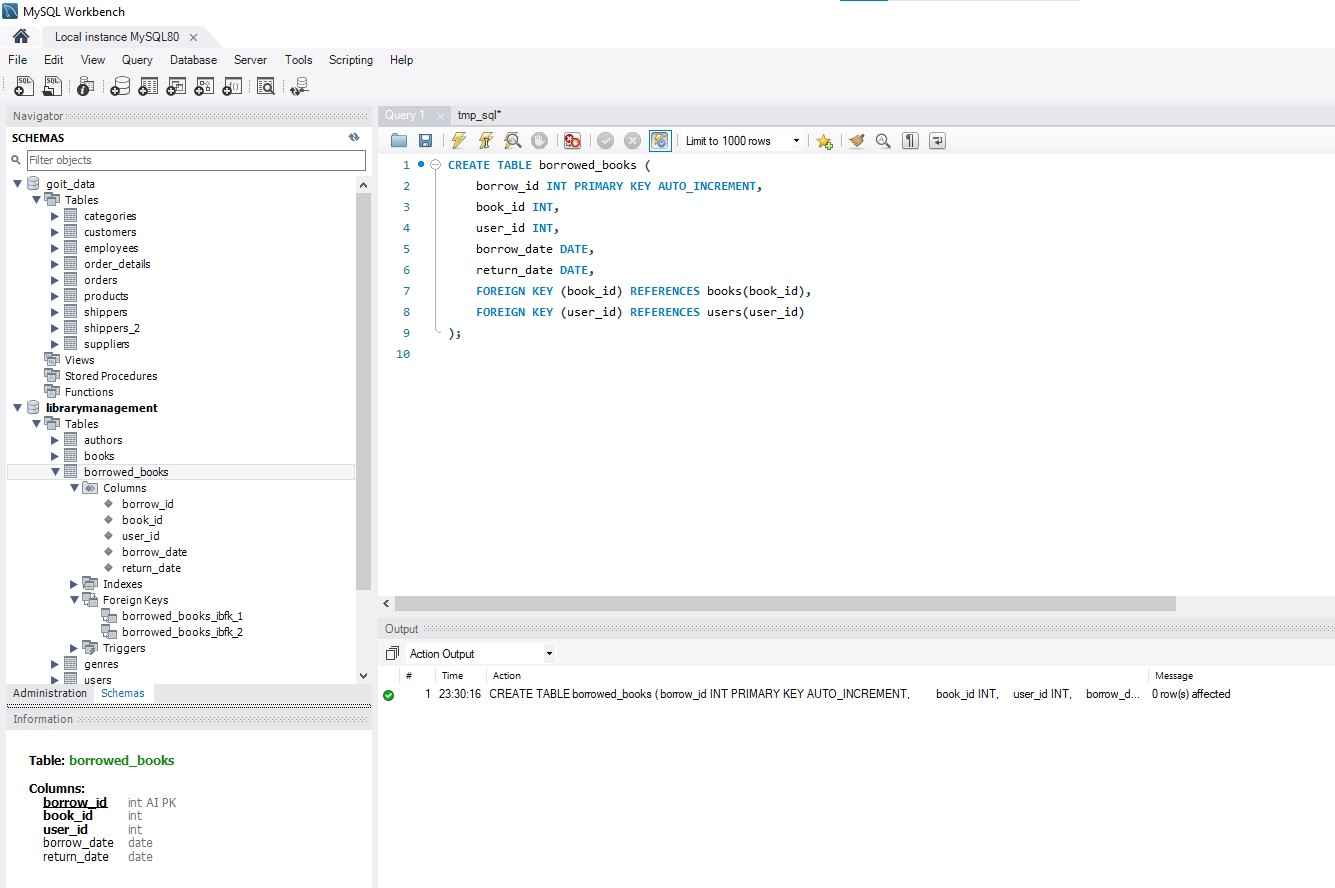 MySQL Workbench
Local instance MySQL80
File Edit View Query Database Server Tools Scripting Help
Navigator
SCHEMAS
Filter objects
goit_data
Tables
categories
customers
employees
order_details
orders
products
shippers
shippers_2
suppliers
Views
Stored Procedures
Functions
librarymanagement
Tables
authors
books
borrowed_books
Columns
borrow_id
book_id
user_id
borrow_date
return_date
Indexes
Foreign Keys
borrowed_books_ibfk_1
borrowed_books_ibfk_2
Triggers
genres
users
Administration Schemas
Information
Table: borrowed_books
Columns:
borrow_id int AI PK
book_id int
user_id int
borrow_date date
return_date date
Query 1 tmp_sql*
Limit to 1000 rows
1 CREATE TABLE borrowed_books (
2 borrow_id INT PRIMARY KEY AUTO_INCREMENT,
3 book_id INT,
4 user_id INT,
5 borrow_date DATE,
6 return_date DATE,
7 FOREIGN KEY (book_id) REFERENCES books(book_id),
8 FOREIGN KEY (user_id) REFERENCES users(user_id)
9 );
10
Output
Action Output
# Time Action Message
1 23:30:16 CREATE TABLE borrowed_books ( borrow_id INT PRIMARY KEY AUTO_INCREMENT, book_id INT, user_id INT, borrow_d... 0 row(s) affected